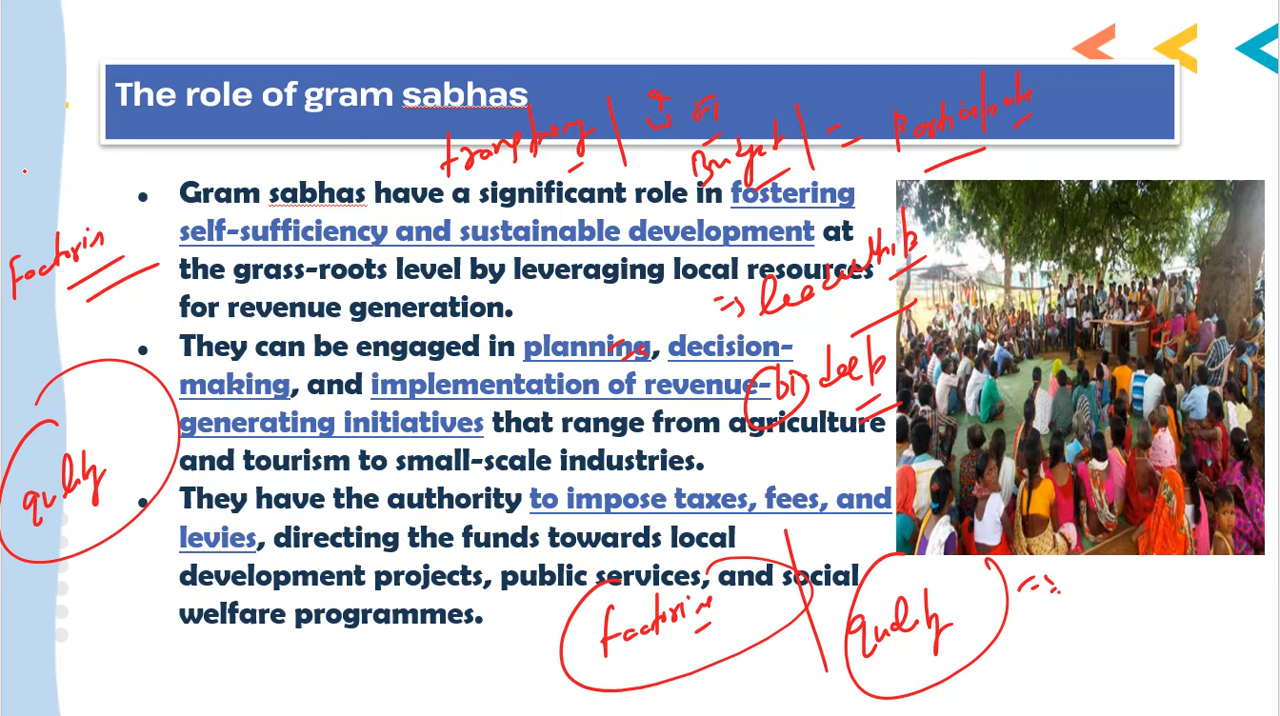 The role of gram sabhas
Budget
Gram sabhas have a significant role in fostering
self-sufficiency and sustainable development at
the grass-roots level by leveraging local resources
for revenue generation.
They can be engaged in planning, decision-
making, and implementation of revenue-
generating initiatives that range from agriculture
and tourism to small-scale industries.
They have the authority to impose taxes, fees, and
levies, directing the funds towards local
development projects, public services, and social
welfare programmes.
quality
quality